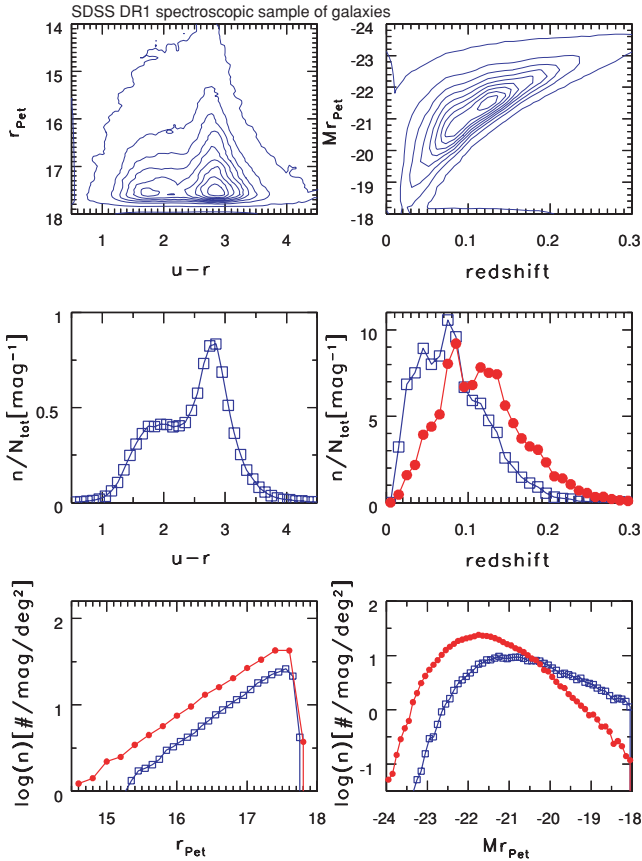 SDSS DR1 spectroscopic sample of galaxies
14
15
16
17
18
r_Pet
1 2 3 4
u-r
-23
-22
-21
-20
-19
-18
Mr_Pet
0 0.1 0.2 0.3
redshift
1
0.5
0
n/N_tot[mag^-1]
1 2 3 4
u-r
10
5
0
n/N_tot[mag^-1]
0 0.1 0.2 0.3
redshift
2
1
0
log(n)[#/mag/deg^2]
15 16 17 18
r_Pet
2
1
0
-1
log(n)[#/mag/deg^2]
-24 -23 -22 -21 -20 -19 -18
Mr_Pet